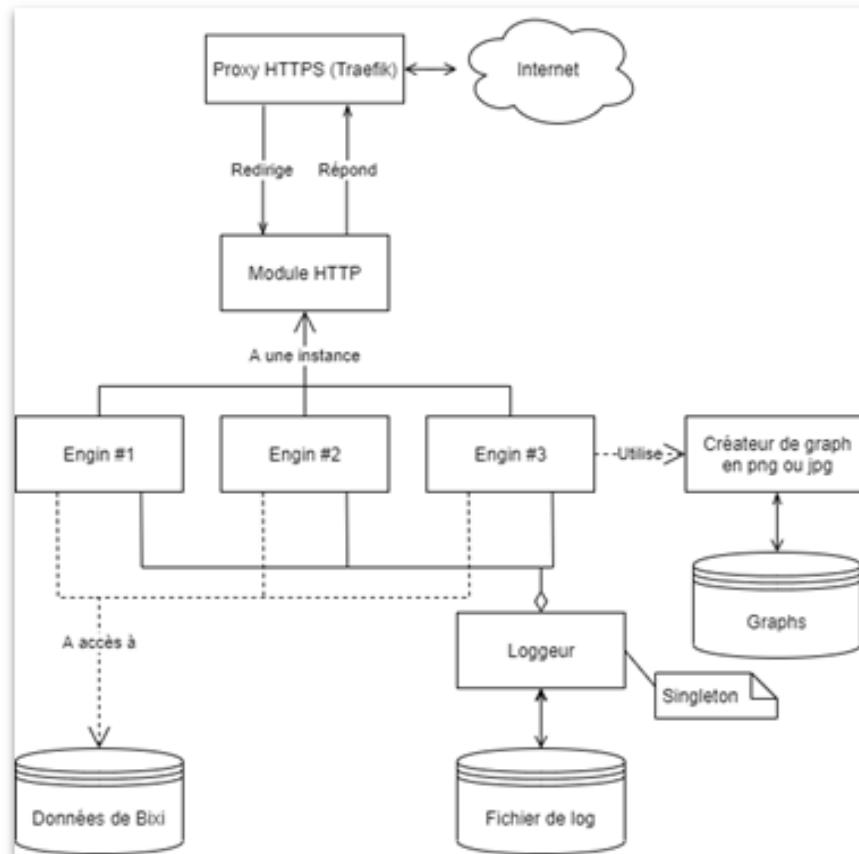 Proxy HTTPS (Traefik)
Internet
Redirige
Répond
Module HTTP
A une instance
Engin #1
Engin #2
Engin #3
Utilise
Créateur de graph
en png ou jpg
Graphs
A accès à
Loggeur
Singleton
Données de Bixi
Fichier de log